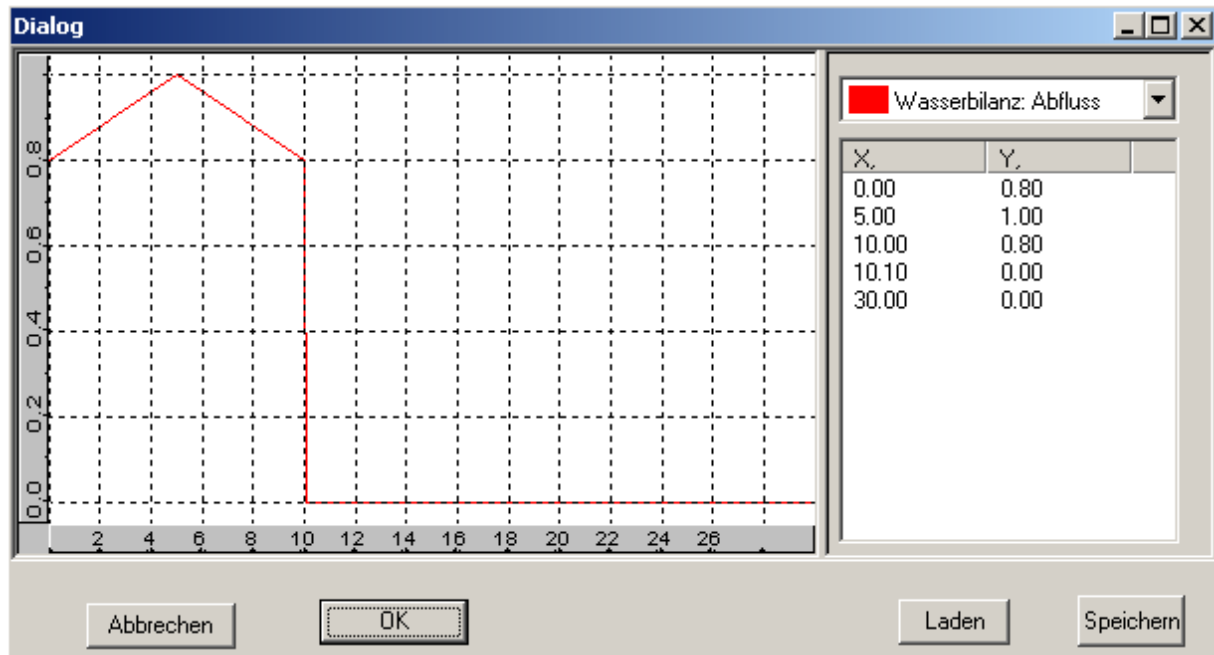 Dialog
0,8
0,6
0,4
0,2
0,0
2 4 6 8 10 12 14 16 18 20 22 24 26
Wasserbilanz: Abfluss
X, Y,
0.00 0.80
5.00 1.00
10.00 0.80
10.10 0.00
30.00 0.00
Abbrechen OK Laden Speichern